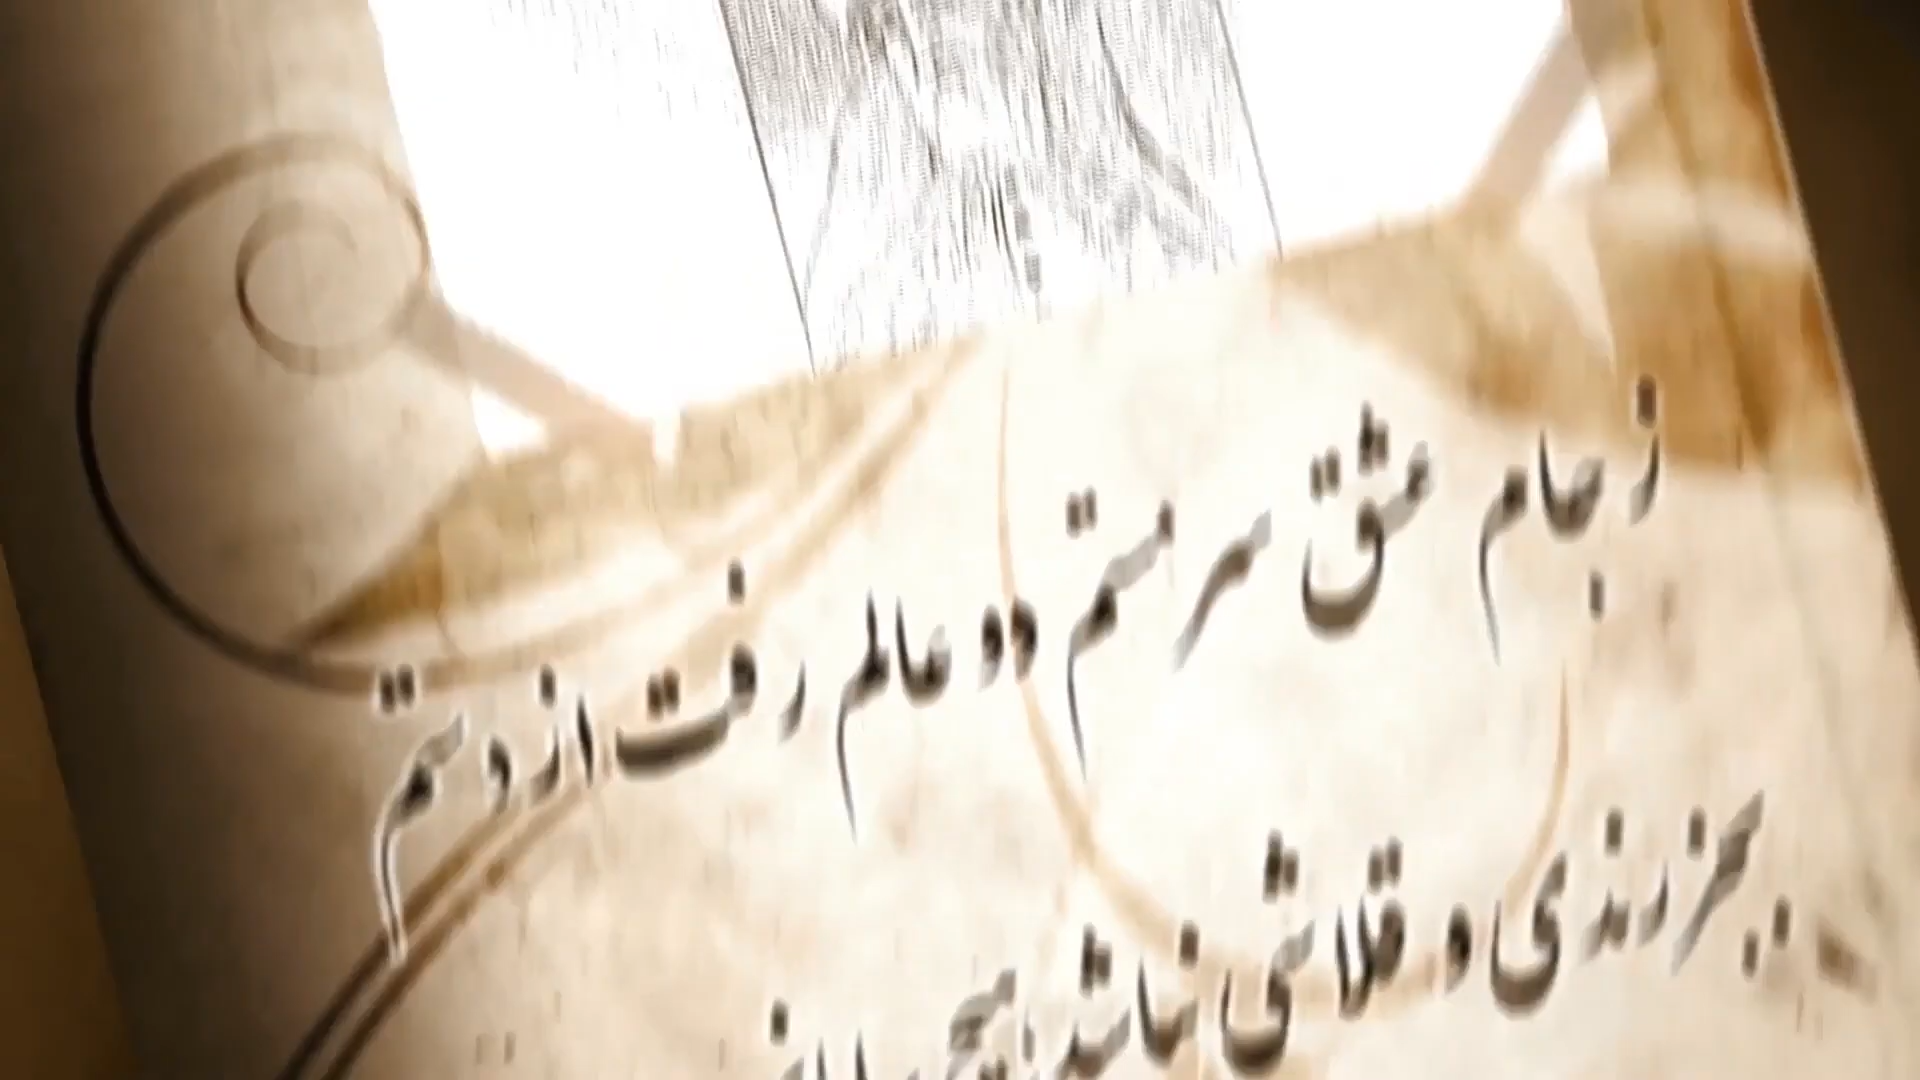 ز جام عشق سرمستم دو عالم رفت از دستم
بجز رندی و قلاشی نباشد هیچ